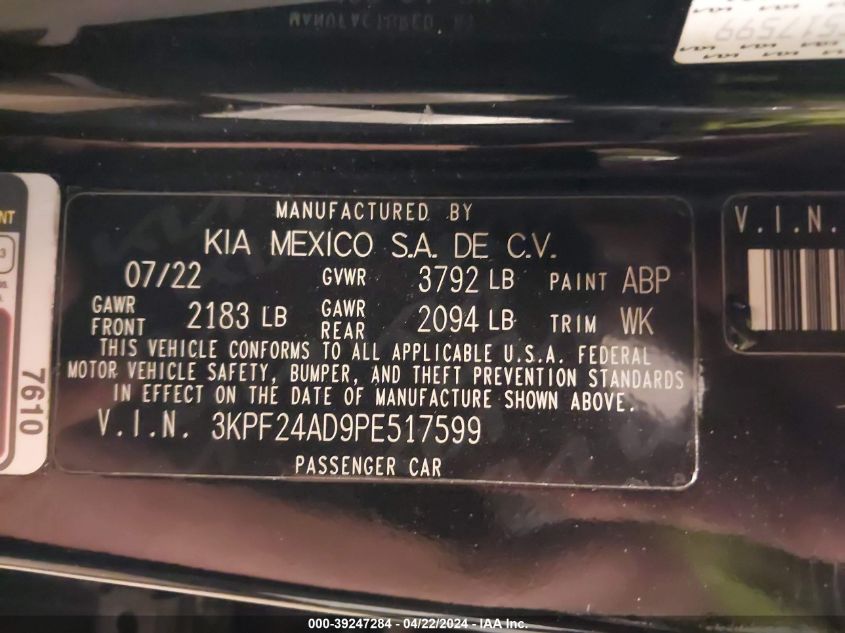 517599
MANUFACTURED BY
KIA MEXICO S.A. DE C.V.
07/22 GVWR 3792 LB PAINT ABP
GAWR FRONT 2183 LB GAWR REAR 2094 LB TRIM WK
THIS VEHICLE CONFORMS TO ALL APPLICABLE U.S.A. FEDERAL
MOTOR VEHICLE SAFETY, BUMPER, AND THEFT PREVENTION STANDARDS
IN EFFECT ON THE DATE OF MANUFACTURE SHOWN ABOVE.
V.I.N. 3KPF24AD9PE517599
PASSENGER CAR
7610
V.I.N.
000-39247284 - 04/22/2024 - IAA Inc.